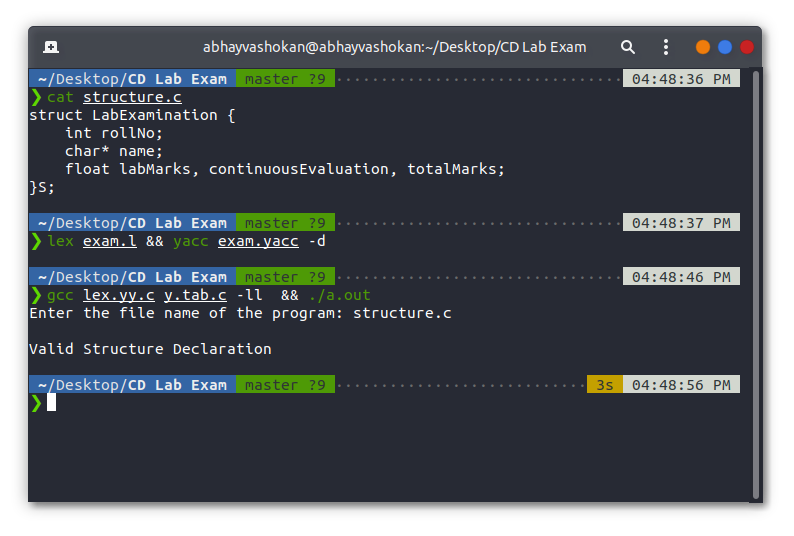 abhayvashokan@abhayvashokan:~/Desktop/CD Lab Exam
~/Desktop/CD Lab Exam master ?9 04:48:36 PM
❯ cat structure.c
struct LabExamination {
    int rollNo;
    char* name;
    float labMarks, continuousEvaluation, totalMarks;
}S;
~/Desktop/CD Lab Exam master ?9 04:48:37 PM
❯ lex exam.l && yacc exam.yacc -d
~/Desktop/CD Lab Exam master ?9 04:48:46 PM
❯ gcc lex.yy.c y.tab.c -ll  && ./a.out
Enter the file name of the program: structure.c
Valid Structure Declaration
~/Desktop/CD Lab Exam master ?9 3s 04:48:56 PM
❯